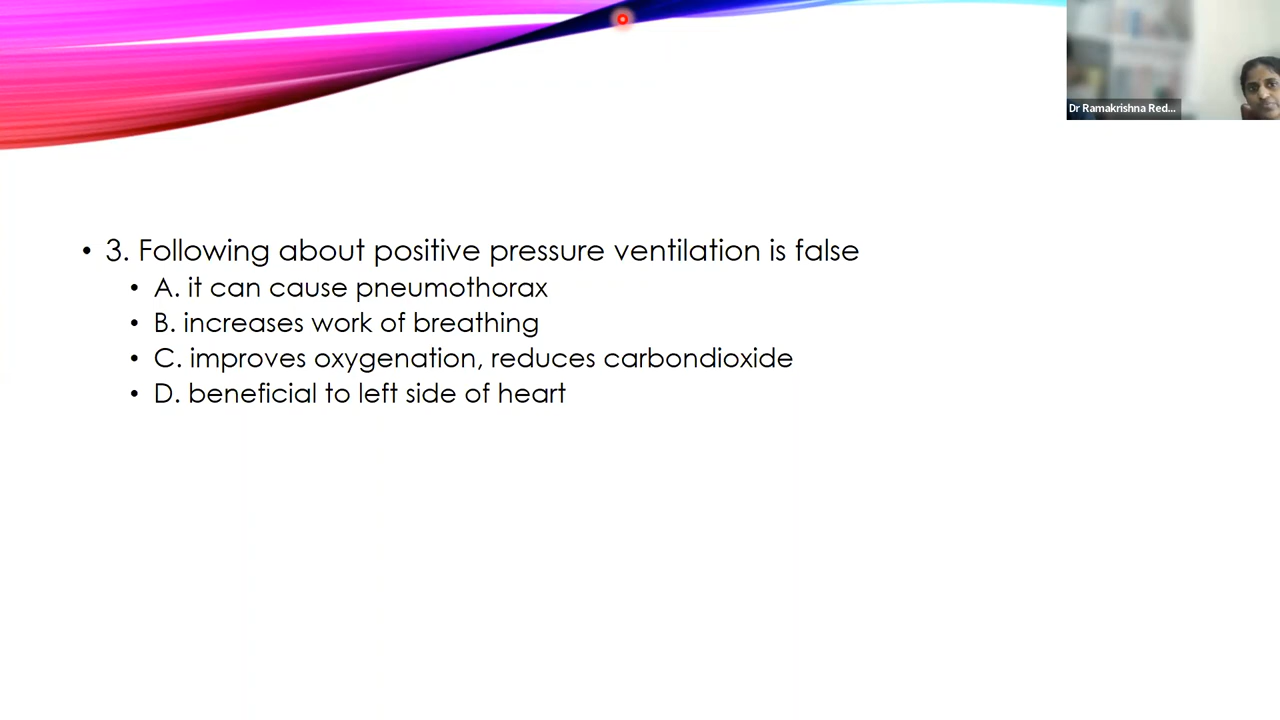 Dr Ramakrishna Red...
• 3. Following about positive pressure ventilation is false
• A. it can cause pneumothorax
• B. increases work of breathing
• C. improves oxygenation, reduces carbondioxide
• D. beneficial to left side of heart